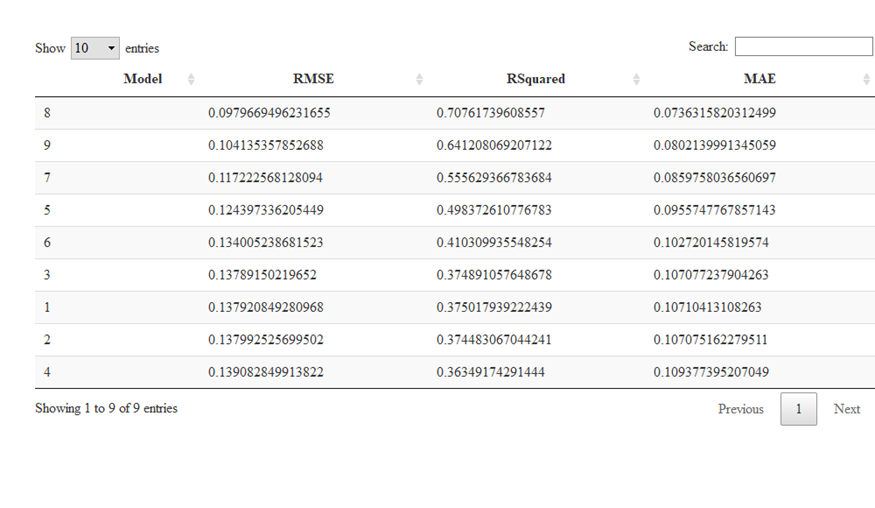 Show 10 entries Search:
Model RMSE RSquared MAE
8 0.0979669496231655 0.70761739608557 0.0736315820312499
9 0.104135357852688 0.641208069207122 0.0802139991345059
7 0.117222568128094 0.555629366783684 0.0859758036560697
5 0.124397336205449 0.498372610776783 0.0955747767857143
6 0.134005238681523 0.410309935548254 0.102720145819574
3 0.13789150219652 0.374891057648678 0.107077237904263
1 0.137920849280968 0.375017939222439 0.10710413108263
2 0.137992525699502 0.374483067044241 0.107075162279511
4 0.139082849913822 0.36349174291444 0.109377395207049
Showing 1 to 9 of 9 entries Previous 1 Next